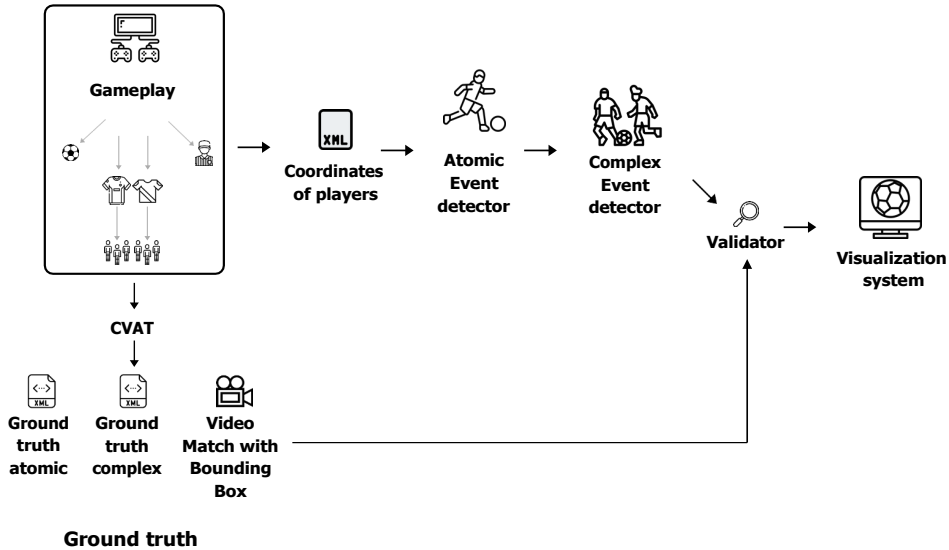 Gameplay
XML
Coordinates
of players
Atomic
Event
detector
Complex
Event
detector
Validator
Visualization
system
CVAT
XML
Ground
truth
atomic
XML
Ground
truth
complex
Video
Match with
Bounding
Box
Ground truth